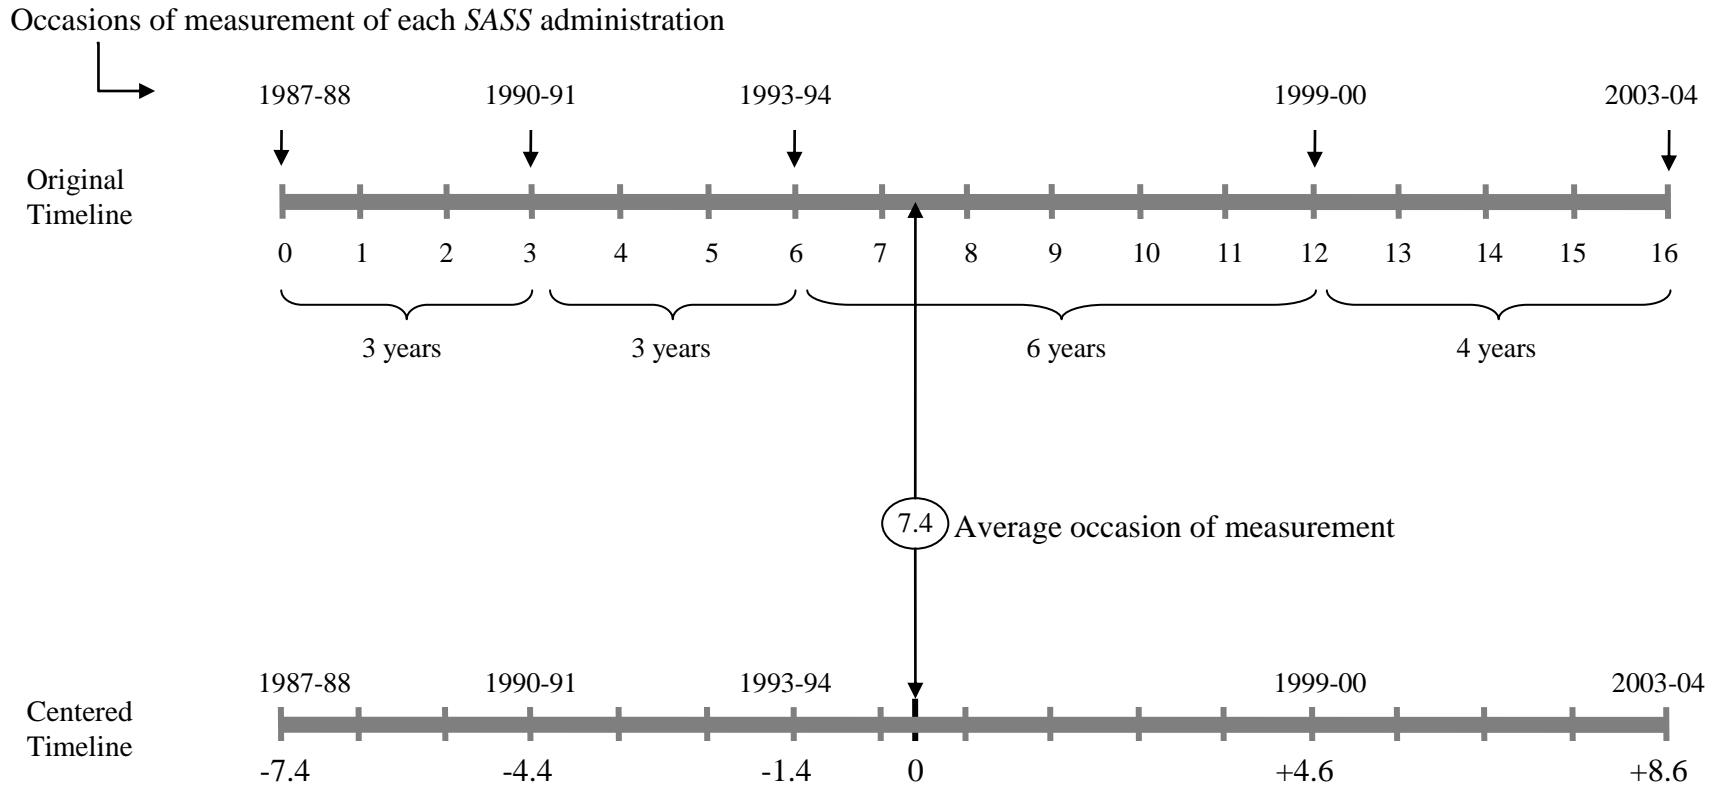 Occasions of measurement of each SASS administration
1987-88 1990-91 1993-94 1999-00 2003-04
Original
Timeline
0 1 2 3 4 5 6 7 8 9 10 11 12 13 14 15 16
3 years 3 years 6 years 4 years
7.4 Average occasion of measurement
1987-88 1990-91 1993-94 1999-00 2003-04
Centered
Timeline
-7.4 -4.4 -1.4 0 +4.6 +8.6